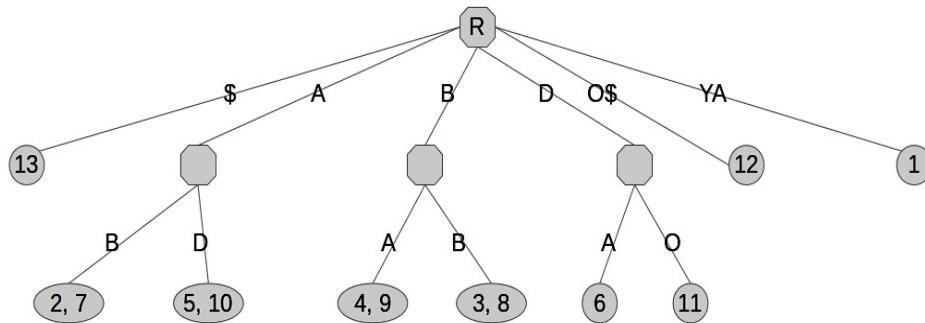 R
$ A B D O$ YA
13 12 1
B D A B A O
2, 7 5, 10 4, 9 3, 8 6 11